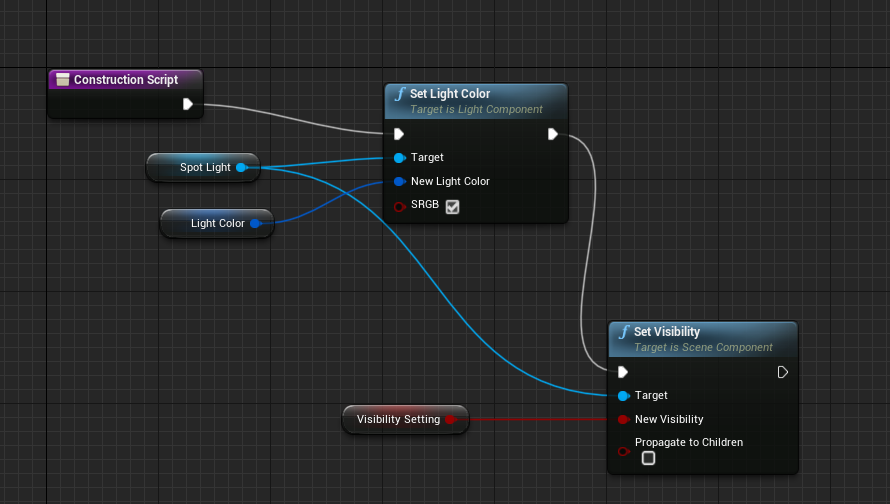 Construction Script
Set Light Color
Target is Light Component
Target
New Light Color
SRGB
Spot Light
Light Color
Set Visibility
Target is Scene Component
Target
New Visibility
Propagate to Children
Visibility Setting